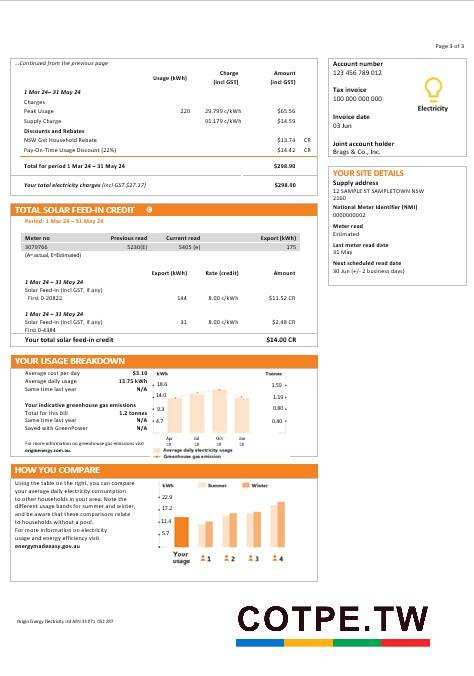 Page 3 of 3
...Continued from the previous page
Usage (kWh) Charge (incl GST) Amount (incl GST)
1 Mar 24– 31 May 24
Charges
Peak Usage 220 29.799 c/kWh $65.56
Supply Charge 91.179 c/kWh $14.59
Discounts and Rebates
NSW Gvt Household Rebate $13.74 CR
Pay-On-Time Usage Discount (22%) $14.42 CR
Total for period 1 Mar 24 – 31 May 24 $298.90
Your total electricity charges (incl GST $27.17) $298.90
Account number
123 456 789 012
Tax invoice
100 000 000 000
Electricity
Invoice date
03 Jun
Joint account holder
Brags & Co., Inc.
YOUR SITE DETAILS
Supply address
12 SAMPLE ST SAMPLETOWN NSW
2160
National Meter Identifier (NMI)
0000000002
Meter read
Estimated
Last meter read date
31 May
Next scheduled read date
30 Jun (+/- 2 business days)
TOTAL SOLAR FEED-IN CREDIT
Period: 1 Mar 24 – 31 May 24
Meter no Previous read Current read Export (kWh)
3079766 5230(E) 5405 (e) 175
(A= actual, E=Estimated)
Export (kWh) Rate (credit) Amount
1 Mar 24– 31 May 24
Solar Feed-in (incl GST, if any)
First 0-20822 144 8.00 c/kWh $11.52 CR
1 Mar 24– 31 May 24
Solar Feed-in (incl GST, if any) 31 8.00 c/kWh $2.48 CR
First 0-4384
Your total solar feed-in credit $14.00 CR
YOUR USAGE BREAKDOWN
Average cost per day $3.10
Average daily usage 13.75 kWh
Same time last year N/A
Your indicative greenhouse gas emissions
Total for this bill 1.2 tonnes
Same time last year N/A
Saved with GreenPower N/A
For more information on greenhouse gas emissions visit
originenergy.com.au.
kWh Tonnes
18.6 1.59
14.0 1.19
9.3 0.80
4.7 0.40
Apr Jul Oct Jan
18 18 18
Average daily electricity usage
Greenhouse gas emission
HOW YOU COMPARE
Using the table on the right, you can compare
your average daily electricity consumption
to other households in your area. Note the
different usage bands for summer and winter,
and be aware that these comparisons relate
to households without a pool.
For more information on electricity
usage and energy efficiency visit
energymadeeasy.gov.au
kWh Summer Winter
22.9
17.2
11.4
5.7
Your usage 1 2 3 4
Origin Energy Electricity Ltd ABN 33 071 052 287
COTPE.TW